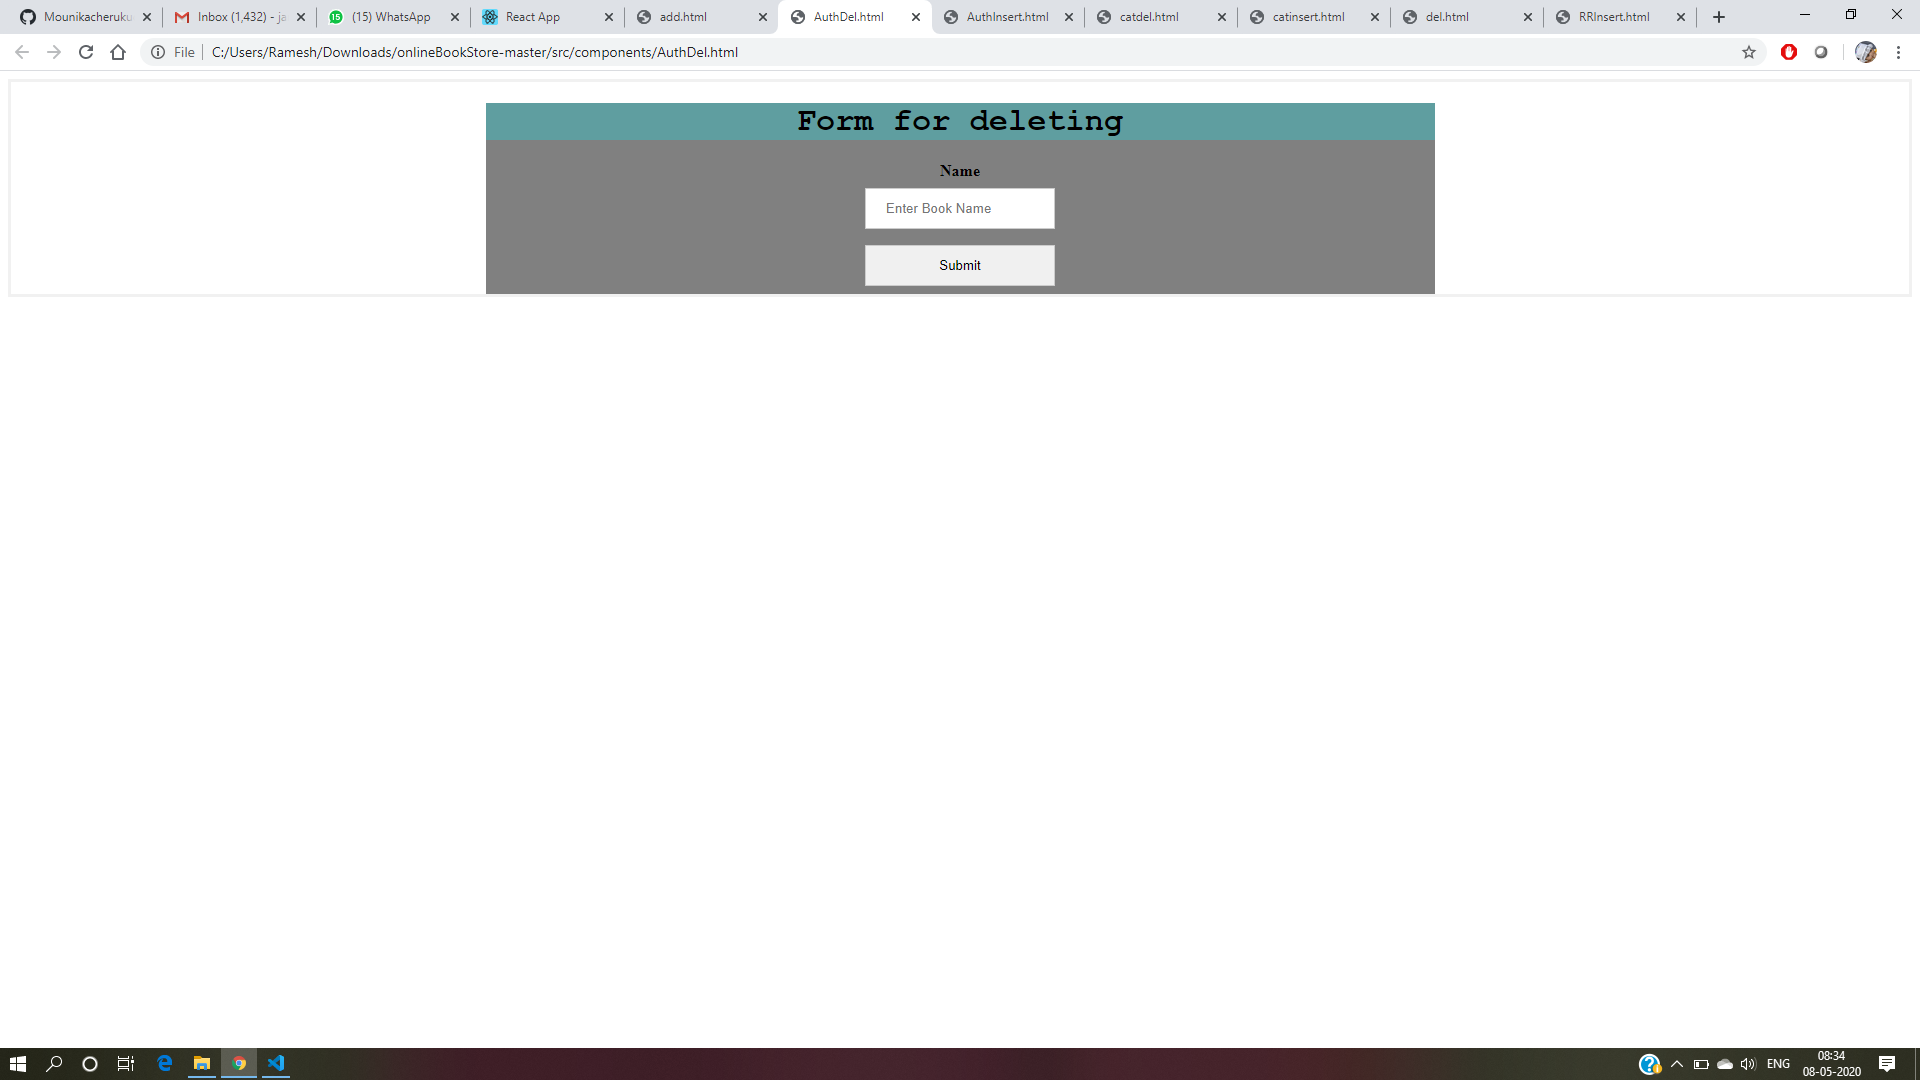 Mounikacheruku
Inbox (1,432) - ja
(15) WhatsApp
React App
add.html
AuthDel.html
AuthInsert.html
catdel.html
catinsert.html
del.html
RRInsert.html
File
C:/Users/Ramesh/Downloads/onlineBookStore-master/src/components/AuthDel.html
Form for deleting
Name
Enter Book Name
Submit
ENG
08:34
08-05-2020